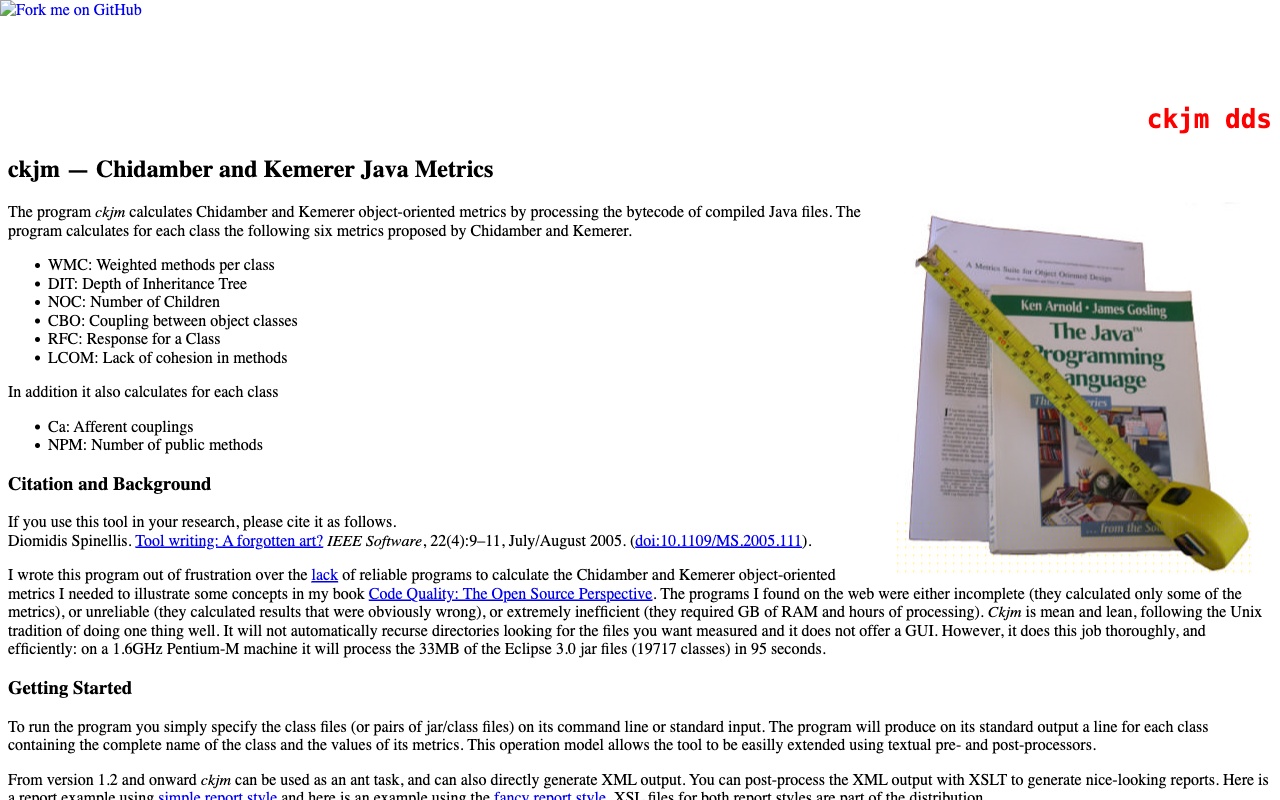 Fork me on GitHub
ckjm dds
ckjm — Chidamber and Kemerer Java Metrics
The program ckjm calculates Chidamber and Kemerer object-oriented metrics by processing the bytecode of compiled Java files. The
program calculates for each class the following six metrics proposed by Chidamber and Kemerer.
• WMC: Weighted methods per class
• DIT: Depth of Inheritance Tree
• NOC: Number of Children
• CBO: Coupling between object classes
• RFC: Response for a Class
• LCOM: Lack of cohesion in methods
In addition it also calculates for each class
• Ca: Afferent couplings
• NPM: Number of public methods
A Metrics Suite for Object Oriented Design
Ken Arnold • James Gosling
The Java™
Programming
Language
... from the
Citation and Background
If you use this tool in your research, please cite it as follows.
Diomidis Spinellis. Tool writing: A forgotten art? IEEE Software, 22(4):9–11, July/August 2005. (doi:10.1109/MS.2005.111).
I wrote this program out of frustration over the lack of reliable programs to calculate the Chidamber and Kemerer object-oriented
metrics I needed to illustrate some concepts in my book Code Quality: The Open Source Perspective. The programs I found on the web were either incomplete (they calculated only some of the
metrics), or unreliable (they calculated results that were obviously wrong), or extremely inefficient (they required GB of RAM and hours of processing). Ckjm is mean and lean, following the Unix
tradition of doing one thing well. It will not automatically recurse directories looking for the files you want measured and it does not offer a GUI. However, it does this job thoroughly, and
efficiently: on a 1.6GHz Pentium-M machine it will process the 33MB of the Eclipse 3.0 jar files (19717 classes) in 95 seconds.
Getting Started
To run the program you simply specify the class files (or pairs of jar/class files) on its command line or standard input. The program will produce on its standard output a line for each class
containing the complete name of the class and the values of its metrics. This operation model allows the tool to be easilly extended using textual pre- and post-processors.
From version 1.2 and onward ckjm can be used as an ant task, and can also directly generate XML output. You can post-process the XML output with XSLT to generate nice-looking reports. Here is
a report example using simple report style and here is an example using the fancy report style. XSL files for both report styles are part of the distribution.